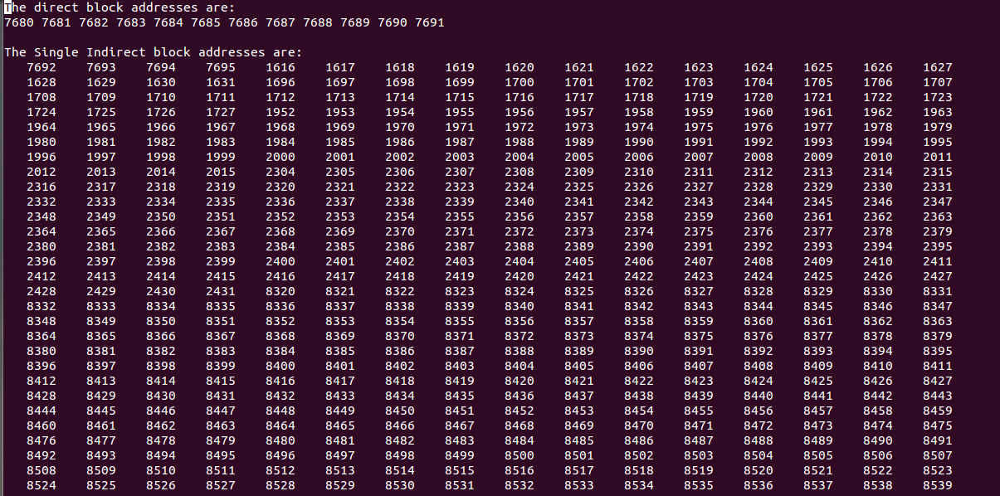 The direct block addresses are:
7680 7681 7682 7683 7684 7685 7686 7687 7688 7689 7690 7691
The Single Indirect block addresses are:
7692 7693 7694 7695 1616 1617 1618 1619 1620 1621 1622 1623 1624 1625 1626 1627
1628 1629 1630 1631 1696 1697 1698 1699 1700 1701 1702 1703 1704 1705 1706 1707
1708 1709 1710 1711 1712 1713 1714 1715 1716 1717 1718 1719 1720 1721 1722 1723
1724 1725 1726 1727 1952 1953 1954 1955 1956 1957 1958 1959 1960 1961 1962 1963
1964 1965 1966 1967 1968 1969 1970 1971 1972 1973 1974 1975 1976 1977 1978 1979
1980 1981 1982 1983 1984 1985 1986 1987 1988 1989 1990 1991 1992 1993 1994 1995
1996 1997 1998 1999 2000 2001 2002 2003 2004 2005 2006 2007 2008 2009 2010 2011
2012 2013 2014 2015 2304 2305 2306 2307 2308 2309 2310 2311 2312 2313 2314 2315
2316 2317 2318 2319 2320 2321 2322 2323 2324 2325 2326 2327 2328 2329 2330 2331
2332 2333 2334 2335 2336 2337 2338 2339 2340 2341 2342 2343 2344 2345 2346 2347
2348 2349 2350 2351 2352 2353 2354 2355 2356 2357 2358 2359 2360 2361 2362 2363
2364 2365 2366 2367 2368 2369 2370 2371 2372 2373 2374 2375 2376 2377 2378 2379
2380 2381 2382 2383 2384 2385 2386 2387 2388 2389 2390 2391 2392 2393 2394 2395
2396 2397 2398 2399 2400 2401 2402 2403 2404 2405 2406 2407 2408 2409 2410 2411
2412 2413 2414 2415 2416 2417 2418 2419 2420 2421 2422 2423 2424 2425 2426 2427
2428 2429 2430 2431 8320 8321 8322 8323 8324 8325 8326 8327 8328 8329 8330 8331
8332 8333 8334 8335 8336 8337 8338 8339 8340 8341 8342 8343 8344 8345 8346 8347
8348 8349 8350 8351 8352 8353 8354 8355 8356 8357 8358 8359 8360 8361 8362 8363
8364 8365 8366 8367 8368 8369 8370 8371 8372 8373 8374 8375 8376 8377 8378 8379
8380 8381 8382 8383 8384 8385 8386 8387 8388 8389 8390 8391 8392 8393 8394 8395
8396 8397 8398 8399 8400 8401 8402 8403 8404 8405 8406 8407 8408 8409 8410 8411
8412 8413 8414 8415 8416 8417 8418 8419 8420 8421 8422 8423 8424 8425 8426 8427
8428 8429 8430 8431 8432 8433 8434 8435 8436 8437 8438 8439 8440 8441 8442 8443
8444 8445 8446 8447 8448 8449 8450 8451 8452 8453 8454 8455 8456 8457 8458 8459
8460 8461 8462 8463 8464 8465 8466 8467 8468 8469 8470 8471 8472 8473 8474 8475
8476 8477 8478 8479 8480 8481 8482 8483 8484 8485 8486 8487 8488 8489 8490 8491
8492 8493 8494 8495 8496 8497 8498 8499 8500 8501 8502 8503 8504 8505 8506 8507
8508 8509 8510 8511 8512 8513 8514 8515 8516 8517 8518 8519 8520 8521 8522 8523
8524 8525 8526 8527 8528 8529 8530 8531 8532 8533 8534 8535 8536 8537 8538 8539